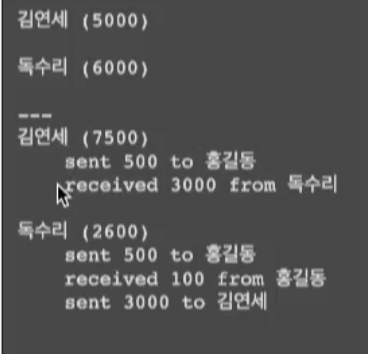 김연세 (5000)
독수리 (6000)
---
김연세 (7500)
sent 500 to 홍길동
received 3000 from 독수리
독수리 (2600)
sent 500 to 홍길동
received 100 from 홍길동
sent 3000 to 김연세